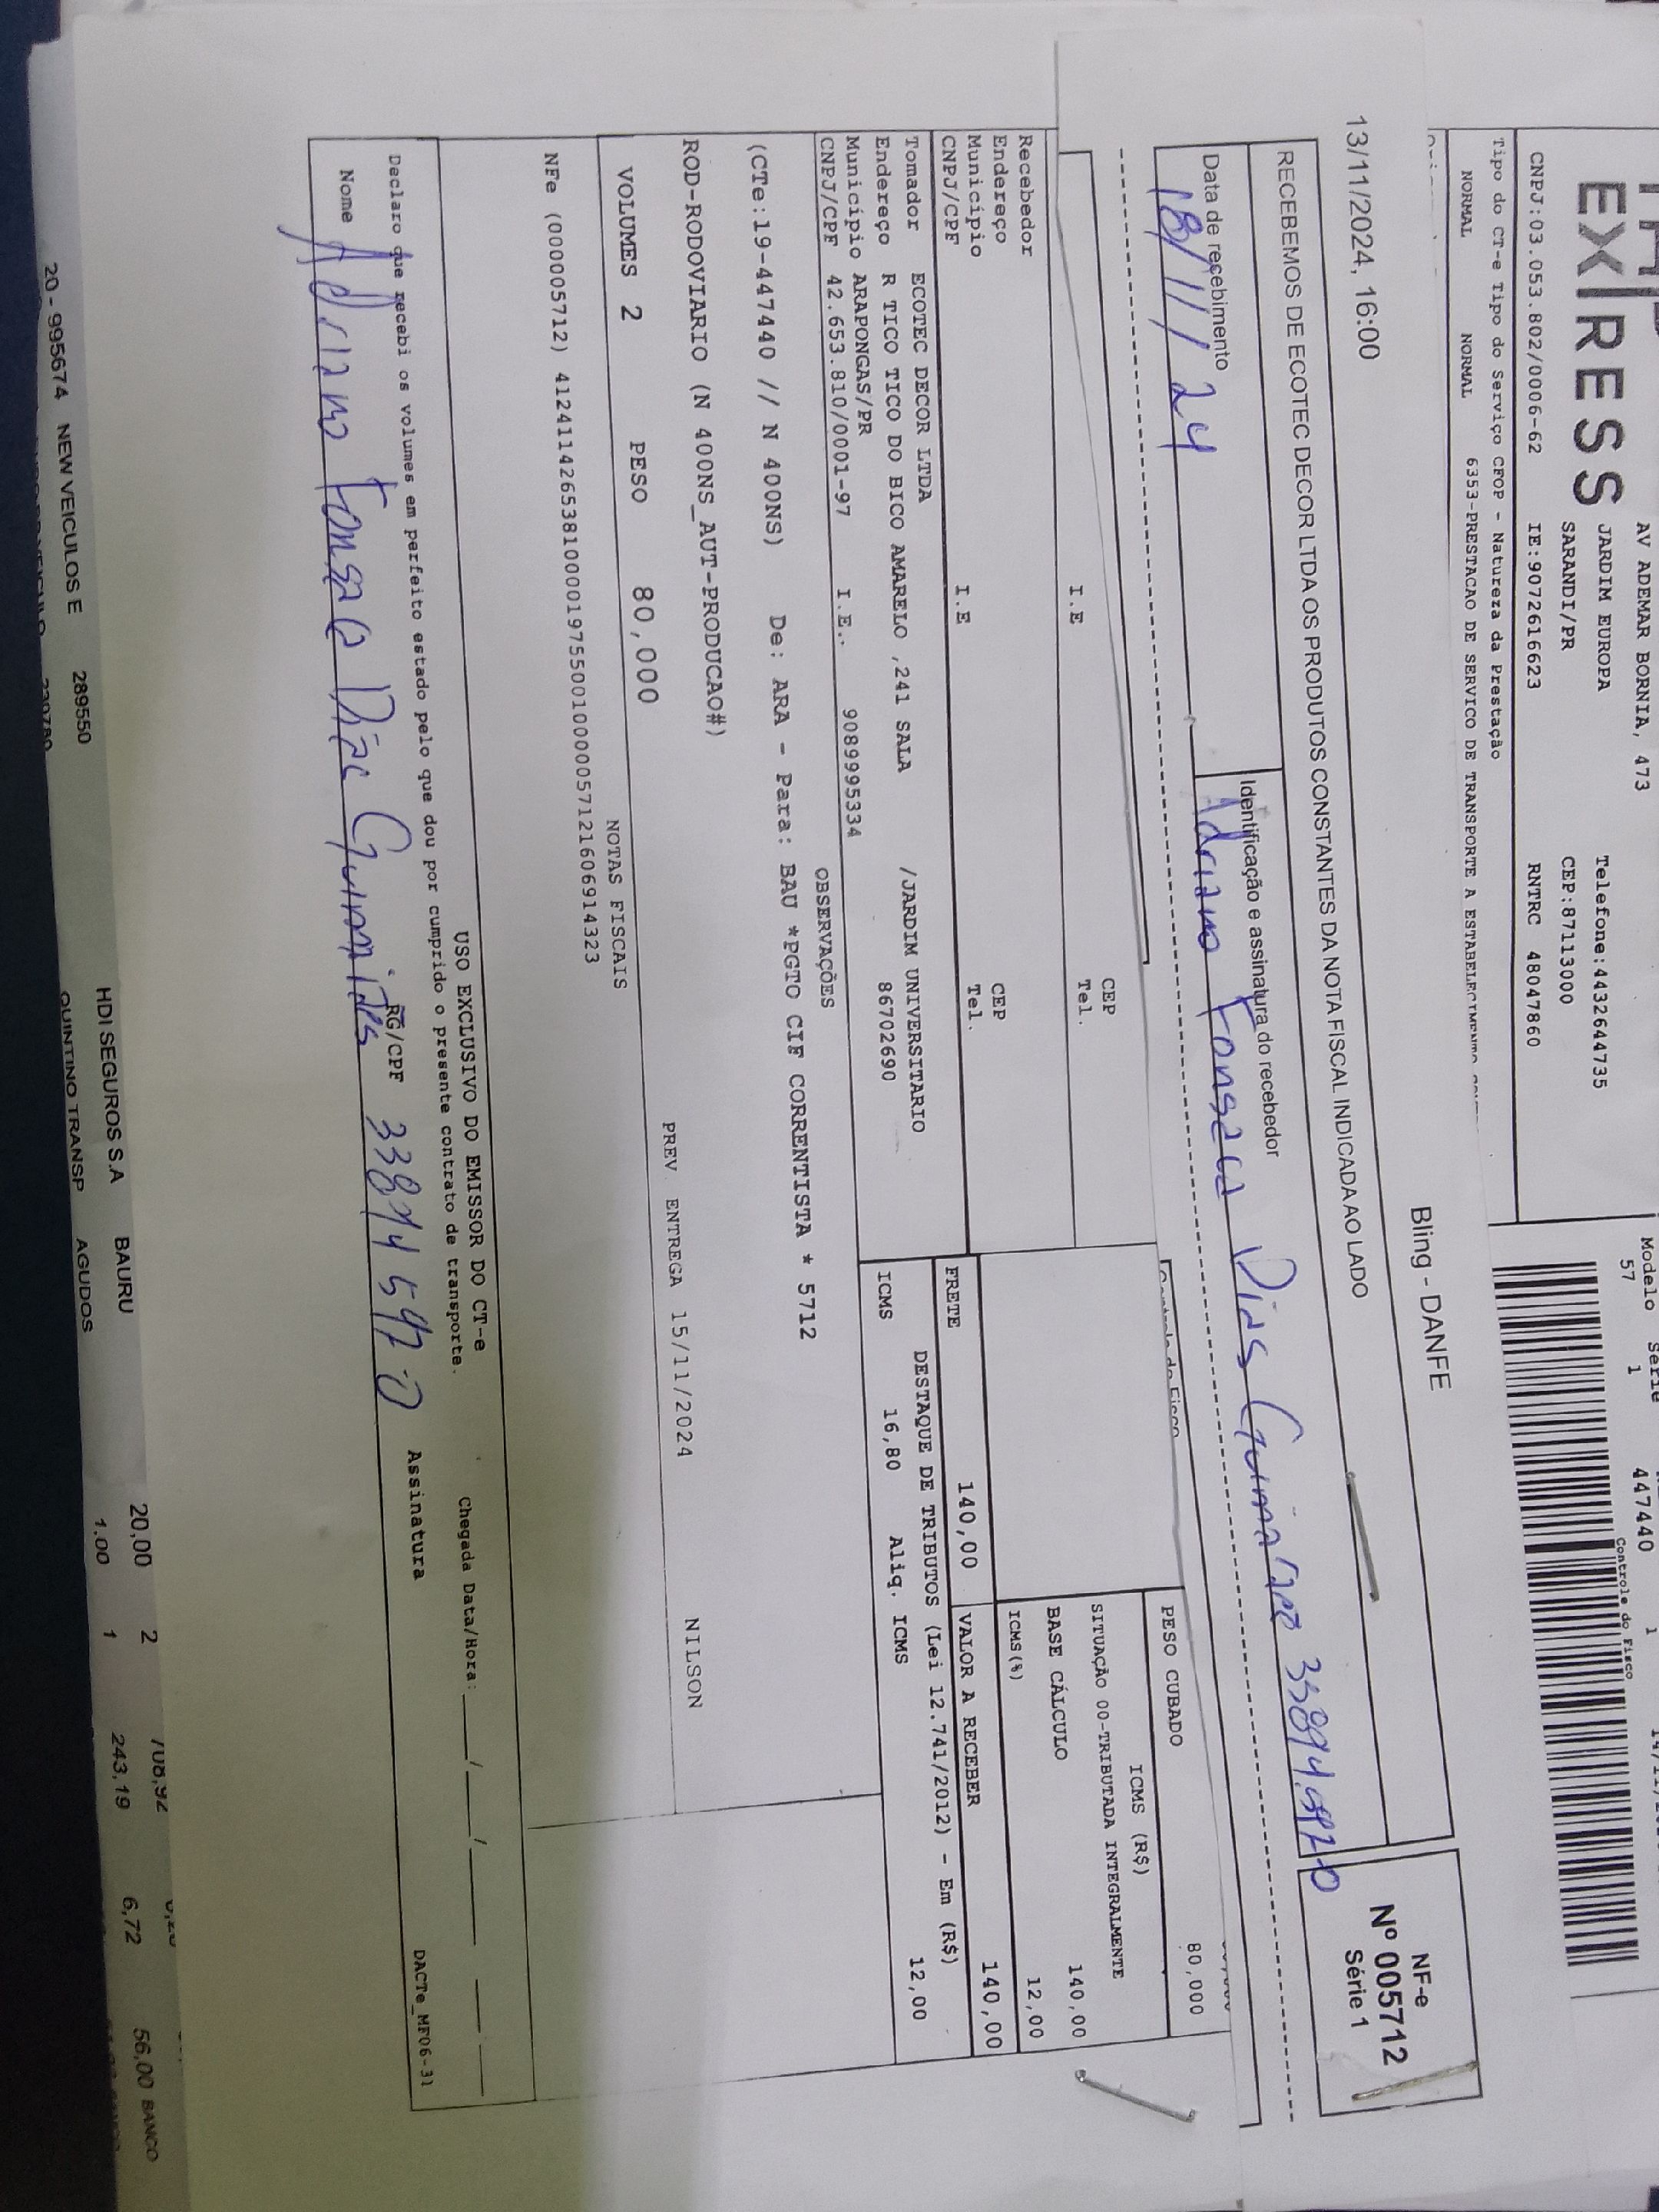 EXPRESS
AV ADEMAR BORNIA, 473
JARDIM EUROPA
SARANDI/PR
Telefone:4432644735
CEP:87113000
CNPJ:03.053.802/0006-62 IE:9072616623 RNTRC 48047860
Modelo Série
57 1 447440 1
Controle do Fisco
Tipo do CT-e Tipo do Serviço CFOP - Natureza da Prestação
NORMAL NORMAL 6353-PRESTACAO DE SERVICO DE TRANSPORTE A
13/11/2024, 16:00 Bling - DANFE
RECEBEMOS DE ECOTEC DECOR LTDA OS PRODUTOS CONSTANTES DA NOTA FISCAL INDICADA AO LADO
NF-e
Nº 005712
Série 1
Data de recebimento Identificação e assinatura do recebedor
18/11/24 Adriano Fonseca Dias Guimarães
I.E CEP
Tel.
PESO CUBADO 80,000
ICMS (R$)
SITUAÇÃO 00-TRIBUTADA INTEGRALMENTE
BASE CÁLCULO 140,00
ICMS(%) 12,00
Recebedor
Endereço CEP
Município Tel.
CNPJ/CPF I.E
FRETE 140,00 VALOR A RECEBER 140,00
Tomador ECOTEC DECOR LTDA
Endereço R TICO TICO DO BICO AMARELO ,241 SALA /JARDIM UNIVERSITARIO
Município ARAPONGAS/PR 86702690
CNPJ/CPF 42.653.810/0001-97 I.E. 9089995334
DESTAQUE DE TRIBUTOS (Lei 12.741/2012) - Em (R$)
ICMS 16,80 Aliq. ICMS 12,00
OBSERVAÇÕES
(CTe:19-447440 // N 400NS) De: ARA - Para: BAU *PGTO CIF CORRENTISTA * 5712
ROD-RODOVIARIO (N 400NS_AUT-PRODUCAO#)
PREV. ENTREGA 15/11/2024 NILSON
VOLUMES 2 PESO 80,000
NOTAS FISCAIS
NFe (000005712) 41241142653810000197550010000057121606914323
USO EXCLUSIVO DO EMISSOR DO CT-e
Declaro que recebi os volumes em perfeito estado pelo que dou por cumprido o presente contrato de transporte.
Chegada Data/Hora: / /
Nome Adriano Fonseca Dias Guimarães RG/CPF Assinatura
DACTe_MF06-31
20 - 995674 NEW VEICULOS E 289550 HDI SEGUROS S.A BAURU 20,00 2 708,92
QUINTINO TRANSP AGUDOS 1,00 1 243,19 6,72 56,00 BANCO